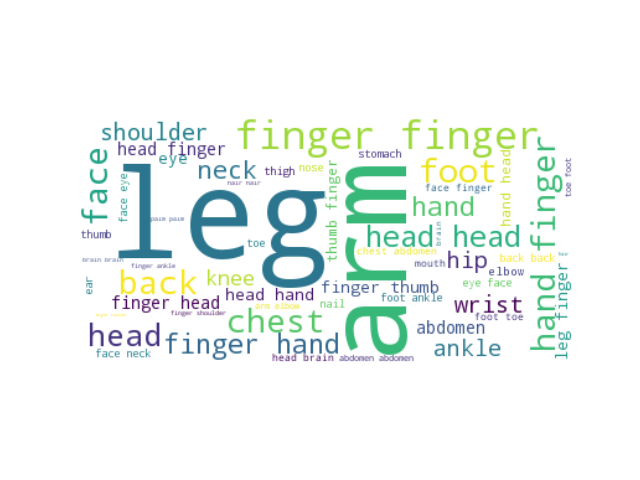 shoulder
finger finger
head finger
eye
neck
thigh
nose
stomach
foot
face
face eye
leg
arm
thumb finger
face finger
hand
hand head
hand finger
toe foot
hair hair
thumb
toe
head head
brain
chest abdomen
back back
hip
mouth
elbow
brain brain
finger ankle
ear
back
knee
finger thumb
eye face
foot ankle
leg finger
head hand
nail
finger head
arm elbow
finger shoulder
chest
wrist
foot toe
head
finger hand
abdomen
ankle
face neck
head brain
abdomen abdomen